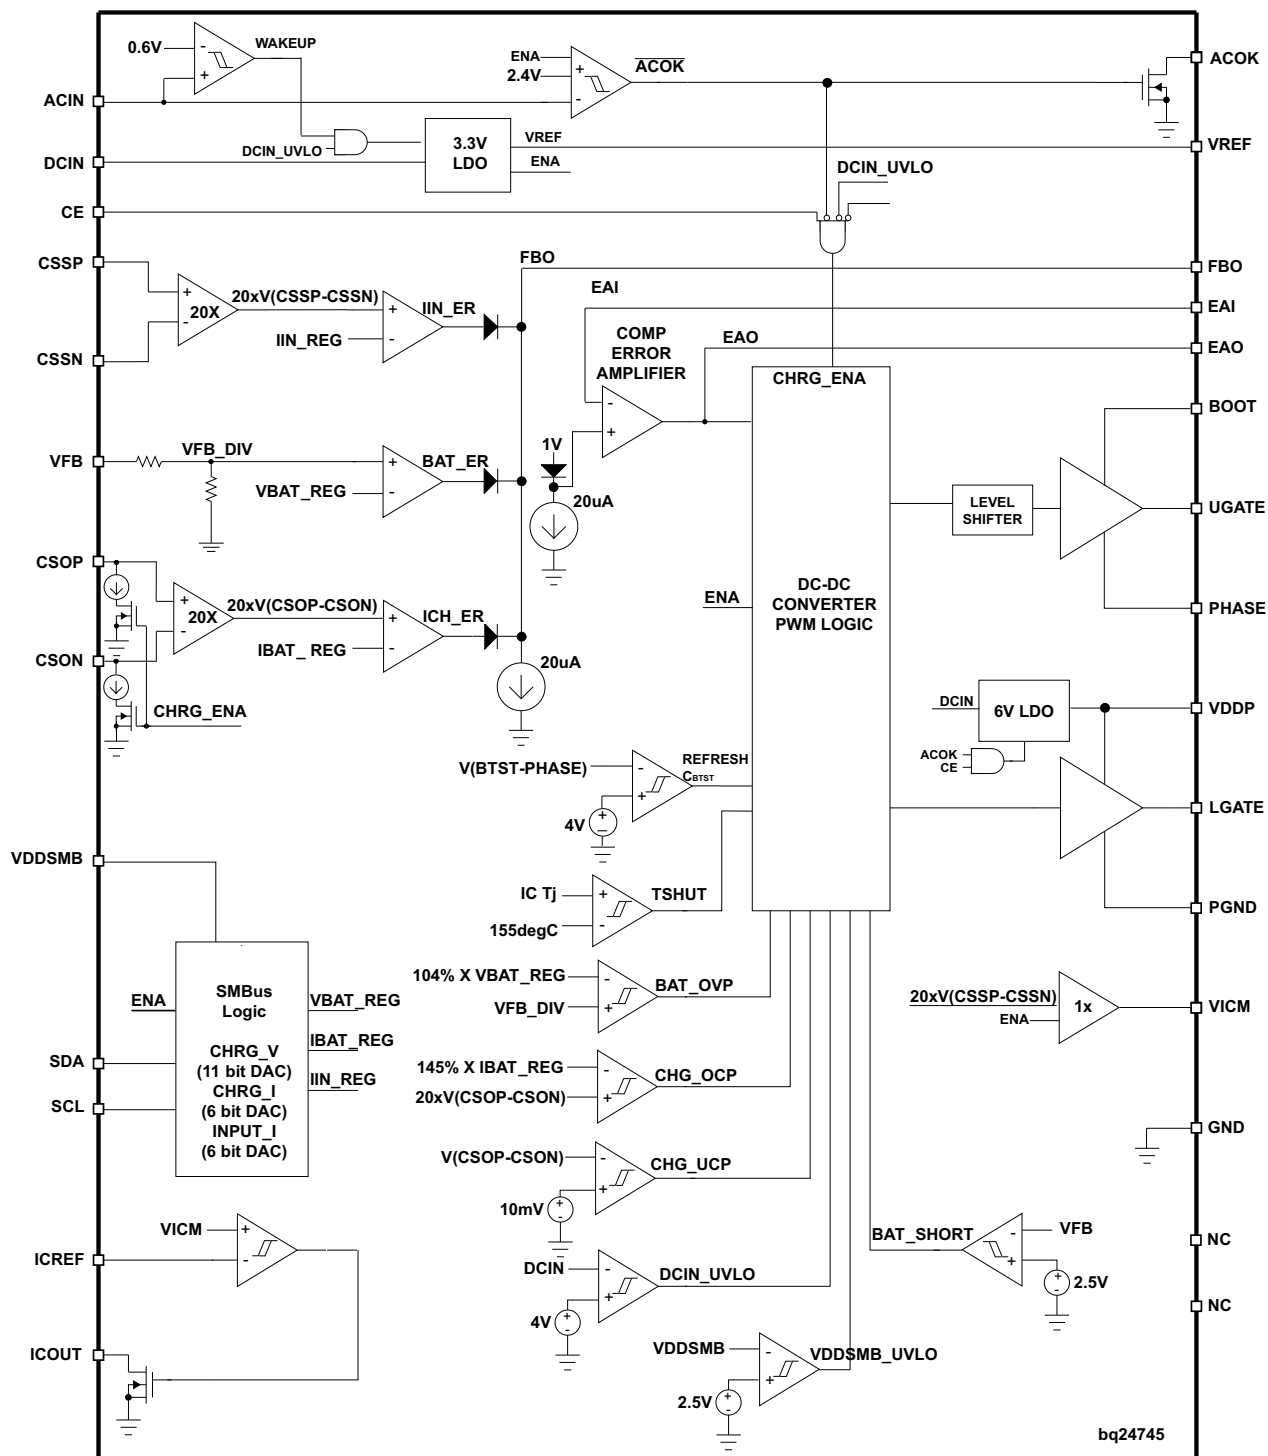 0.6V
-
+
WAKEUP
ENA
2.4V
+
-
ACOK
ACOK
ACIN
DCIN_UVLO
3.3V
LDO
VREF
ENA
VREF
DCIN
DCIN_UVLO
CE
CSSP
+
-
20X
20xV(CSSP-CSSN)
IIN_REG
+
-
IIN_ER
CSSN
FBO
FBO
EAI
EAI
COMP
ERROR
AMPLIFIER
-
+
EAO
EAO
1V
20uA
VFB
VFB_DIV
VBAT_REG
+
-
BAT_ER
CSOP
+
-
20X
20xV(CSOP-CSON)
IBAT_ REG
+
-
ICH_ER
20uA
CSON
CHRG_ENA
CHRG_ENA
ENA
DC-DC
CONVERTER
PWM LOGIC
BOOT
LEVEL
SHIFTER
UGATE
PHASE
DCIN
6V LDO
VDDP
ACOK
CE
LGATE
PGND
V(BTST-PHASE)
-
+
REFRESH
CBTST
4V
+
-
VDDSMB
IC Tj
155degC
+
-
TSHUT
104% X VBAT_REG
VFB_DIV
-
+
BAT_OVP
ENA
SMBus
Logic
VBAT_REG
CHRG_V
(11 bit DAC)
CHRG_I
(6 bit DAC)
INPUT_I
(6 bit DAC)
IBAT_REG
IIN_REG
SDA
SCL
20xV(CSSP-CSSN)
ENA
1x
VICM
145% X IBAT_REG
20xV(CSOP-CSON)
-
+
CHG_OCP
GND
V(CSOP-CSON)
-
+
CHG_UCP
10mV
+
-
VICM
+
-
ICREF
DCIN
-
+
DCIN_UVLO
4V
+
-
BAT_SHORT
-
+
VFB
2.5V
+
-
NC
NC
ICOUT
VDDSMB
-
+
VDDSMB_UVLO
2.5V
+
-
bq24745